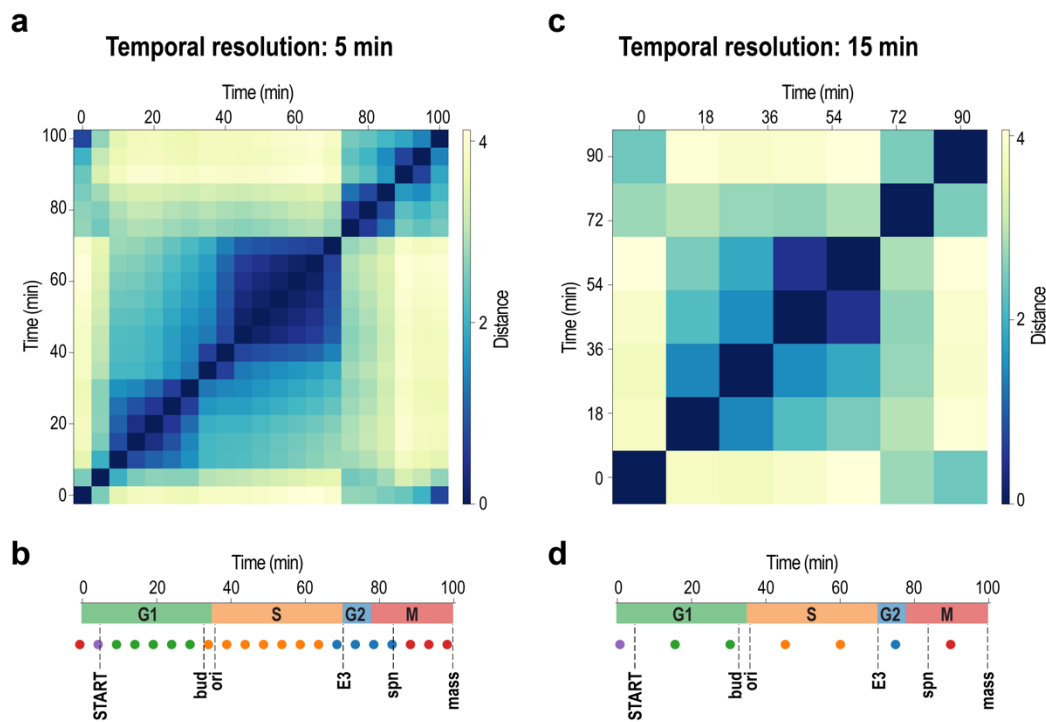 a
Temporal resolution: 5 min
Time (min)
0 20 40 60 80 100
100
80
60
40
20
0
Time (min)
4
2
0
Distance
c
Temporal resolution: 15 min
Time (min)
0 18 36 54 72 90
90
72
54
36
18
0
Time (min)
4
2
0
Distance
b
Time (min)
0 20 40 60 80 100
G1 S G2 M
START bud ori E3 spn mass
d
Time (min)
0 20 40 60 80 100
G1 S G2 M
START bud ori E3 spn mass